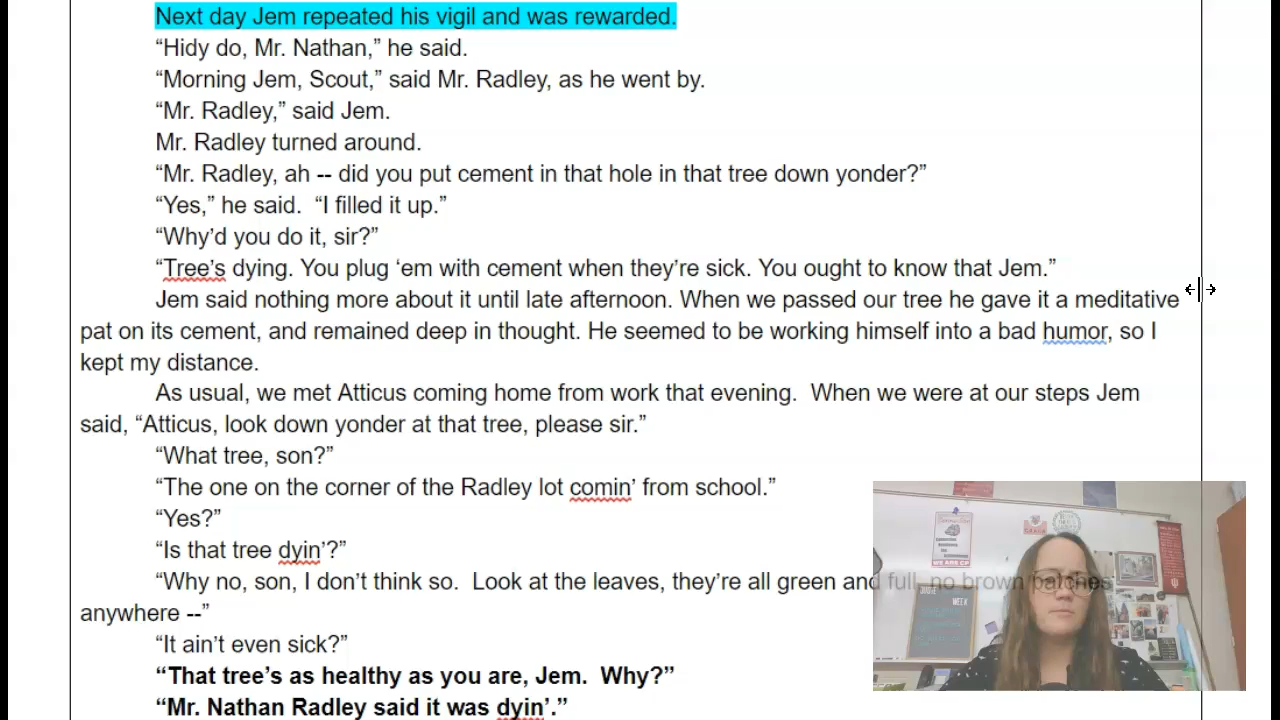 Next day Jem repeated his vigil and was rewarded.
“Hidy do, Mr. Nathan,” he said.
“Morning Jem, Scout,” said Mr. Radley, as he went by.
“Mr. Radley,” said Jem.
Mr. Radley turned around.
“Mr. Radley, ah -- did you put cement in that hole in that tree down yonder?”
“Yes,” he said.  “I filled it up.”
“Why’d you do it, sir?”
“Tree’s dying. You plug ‘em with cement when they’re sick. You ought to know that Jem.”
Jem said nothing more about it until late afternoon. When we passed our tree he gave it a meditative
pat on its cement, and remained deep in thought. He seemed to be working himself into a bad humor, so I
kept my distance.
As usual, we met Atticus coming home from work that evening.  When we were at our steps Jem
said, “Atticus, look down yonder at that tree, please sir.”
“What tree, son?”
“The one on the corner of the Radley lot comin’ from school.”
“Yes?”
“Is that tree dyin’?”
“Why no, son, I don’t think so.  Look at the leaves, they’re all green and full, no brown patches
anywhere --”
“It ain’t even sick?”
“That tree’s as healthy as you are, Jem.  Why?”
“Mr. Nathan Radley said it was dyin’.”
WEEK
WE ARE CP